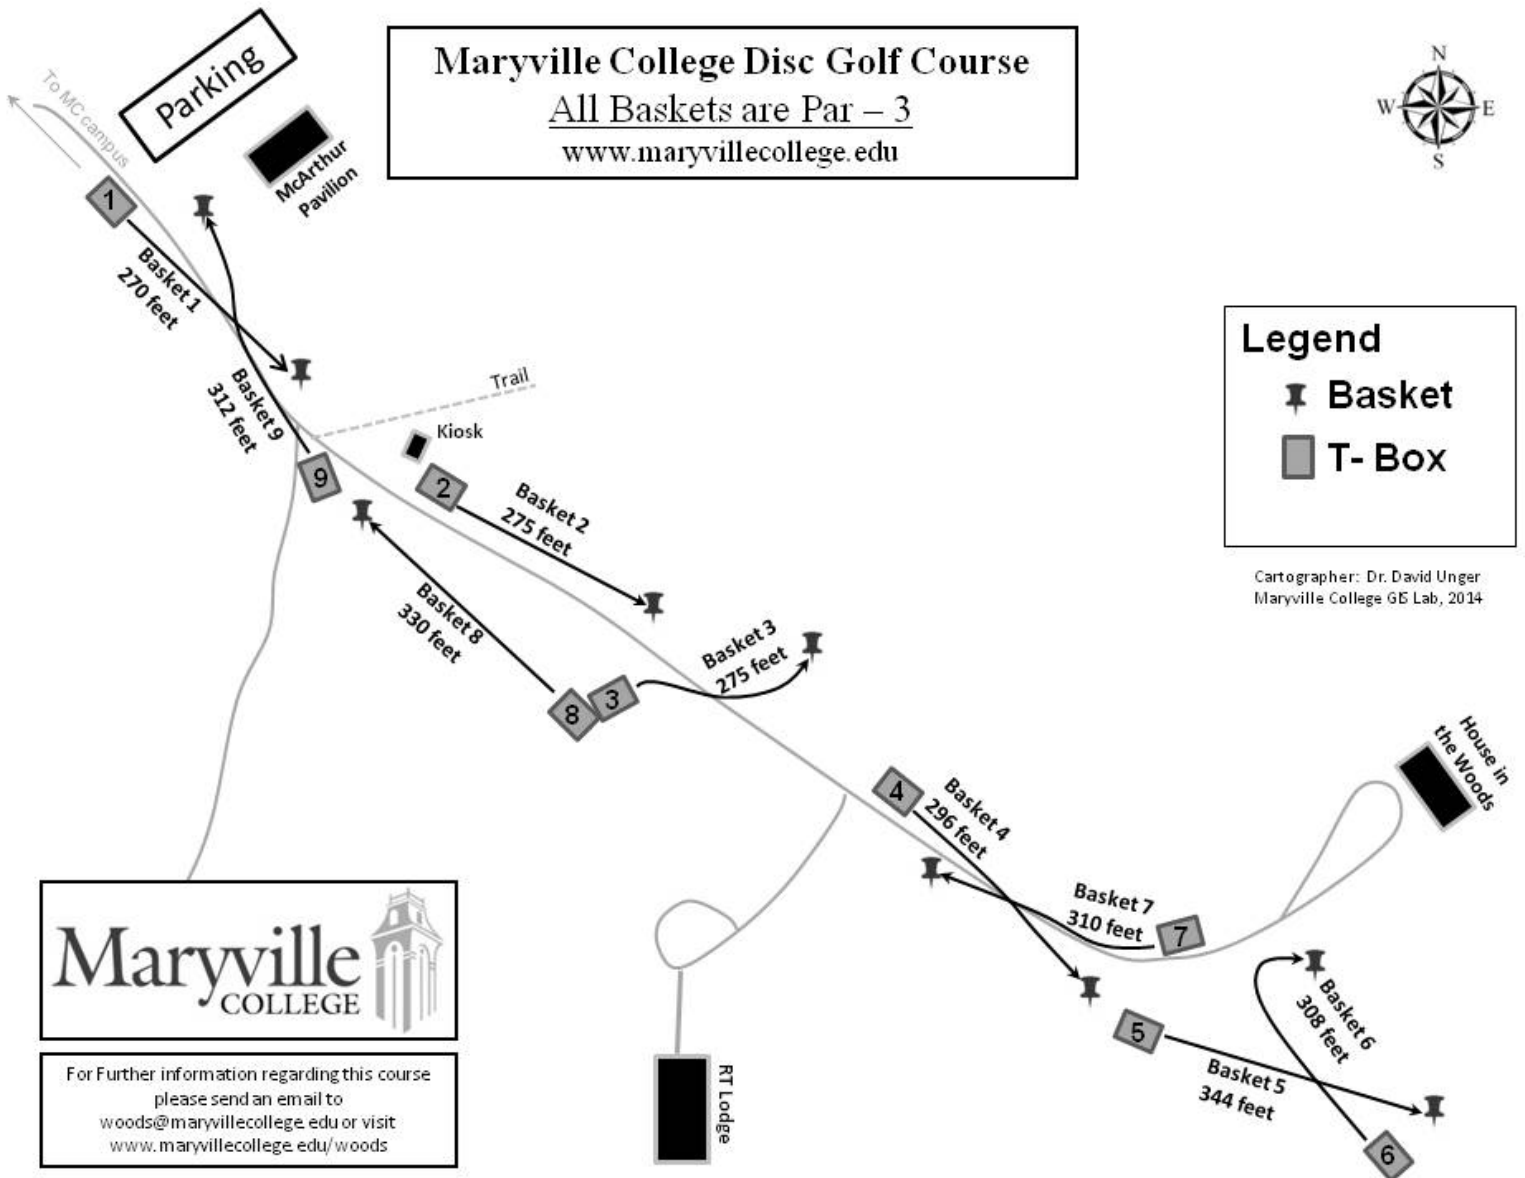 Maryville College Disc Golf Course
All Baskets are Par – 3
www.maryvillecollege.edu
N
W
E
S
To MC campus
Parking
McArthur
Pavilion
1
Basket 1
270 feet
Basket 9
312 feet
9
Trail
Kiosk
2
Basket 2
275 feet
Basket 8
330 feet
8
3
Basket 3
275 feet
Legend
Basket
T- Box
Cartographer: Dr. David Unger
Maryville College GIS Lab, 2014
4
Basket 4
296 feet
Basket 7
310 feet
7
House in
the Woods
Basket 6
308 feet
5
Basket 5
344 feet
6
RT Lodge
Maryville
COLLEGE
For Further information regarding this course
please send an email to
woods@maryvillecollege.edu or visit
www.maryvillecollege.edu/woods